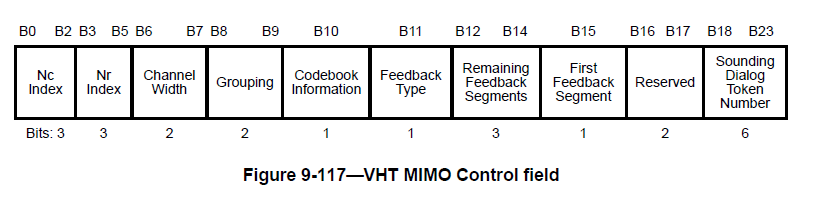 B0 B2 B3 B5 B6 B7 B8 B9 B10 B11 B12 B14 B15 B16 B17 B18 B23
Nc Index
Nr Index
Channel Width
Grouping
Codebook Information
Feedback Type
Remaining Feedback Segments
First Feedback Segment
Reserved
Sounding Dialog Token Number
Bits: 3 3 2 2 1 1 3 1 2 6
Figure 9-117—VHT MIMO Control field